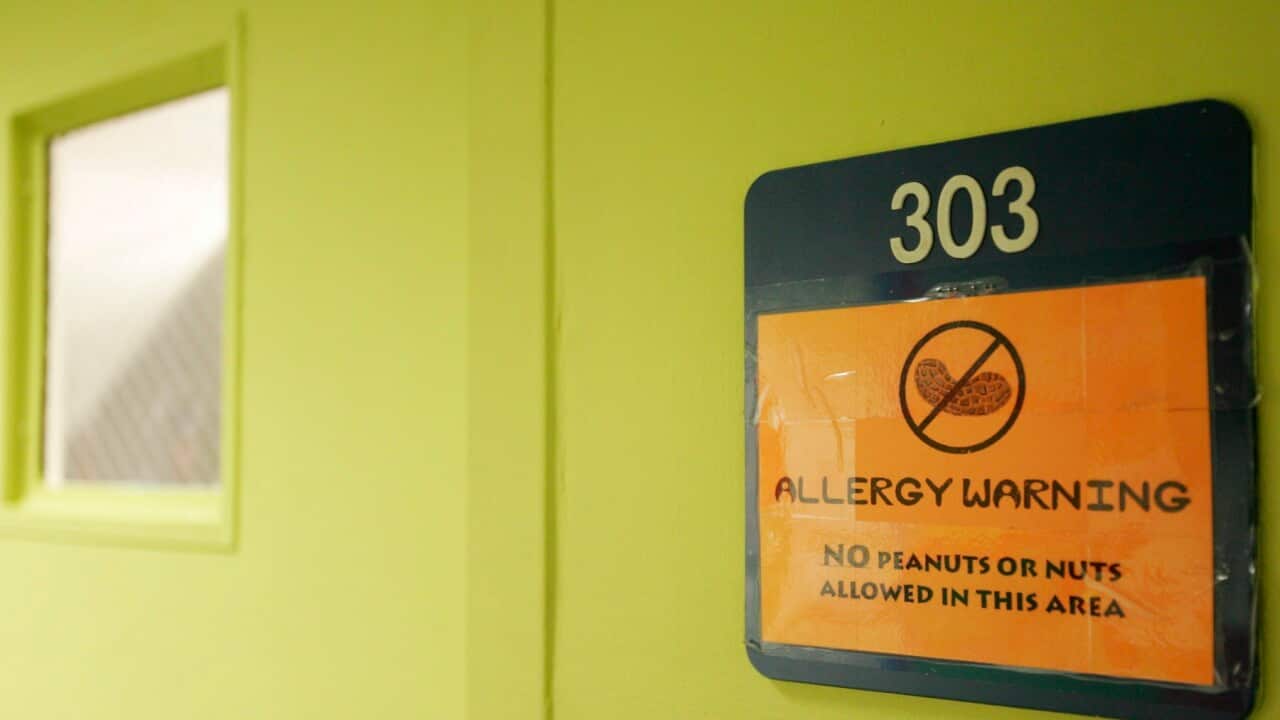 303
ALLERGY WARNING
NO PEANUTS OR NUTS
ALLOWED IN THIS AREA